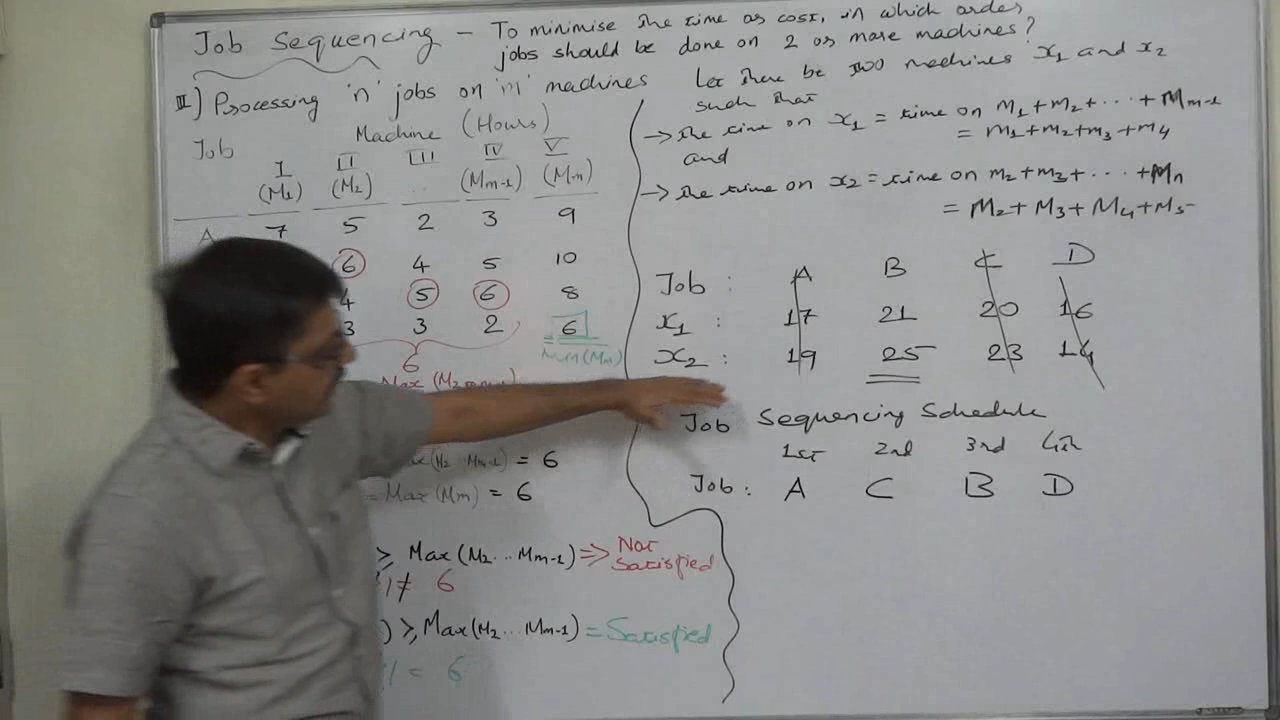 Job Sequencing – To minimise the time or cost, in which order
jobs should be done on 2 or more machines?
III) Processing 'n' jobs on 'm' machines
Job Machine (Hours)
I II III IV V
(M1) (M2) .. (Mm-1) (Mm)
A 7 5 2 3 9
6 4 5 10
4 5 6 8
3 3 2 6
6 = Min (Mm)
Max (M2
Max (M2 .. Mm-1) = 6
= Max (Mm) = 6
≥ Max (M2 ... Mm-1) => Not Satisfied
≠ 6
) ≥, Max (M2 ... Mm-1) = Satisfied
= 6
Let there be two machines x1 and x2
such that
→ the time on x1 = time on M1 + M2 + ... + Mm-1
= M1 + M2 + M3 + M4
and
→ the time on x2 = time on M2 + M3 + ... + Mn
= M2 + M3 + M4 + M5
Job : A B C D
x1 : 17 21 20 16
x2 : 19 25 23 14
Job Sequencing Schedule
1st 2nd 3rd 4th
Job : A C B D